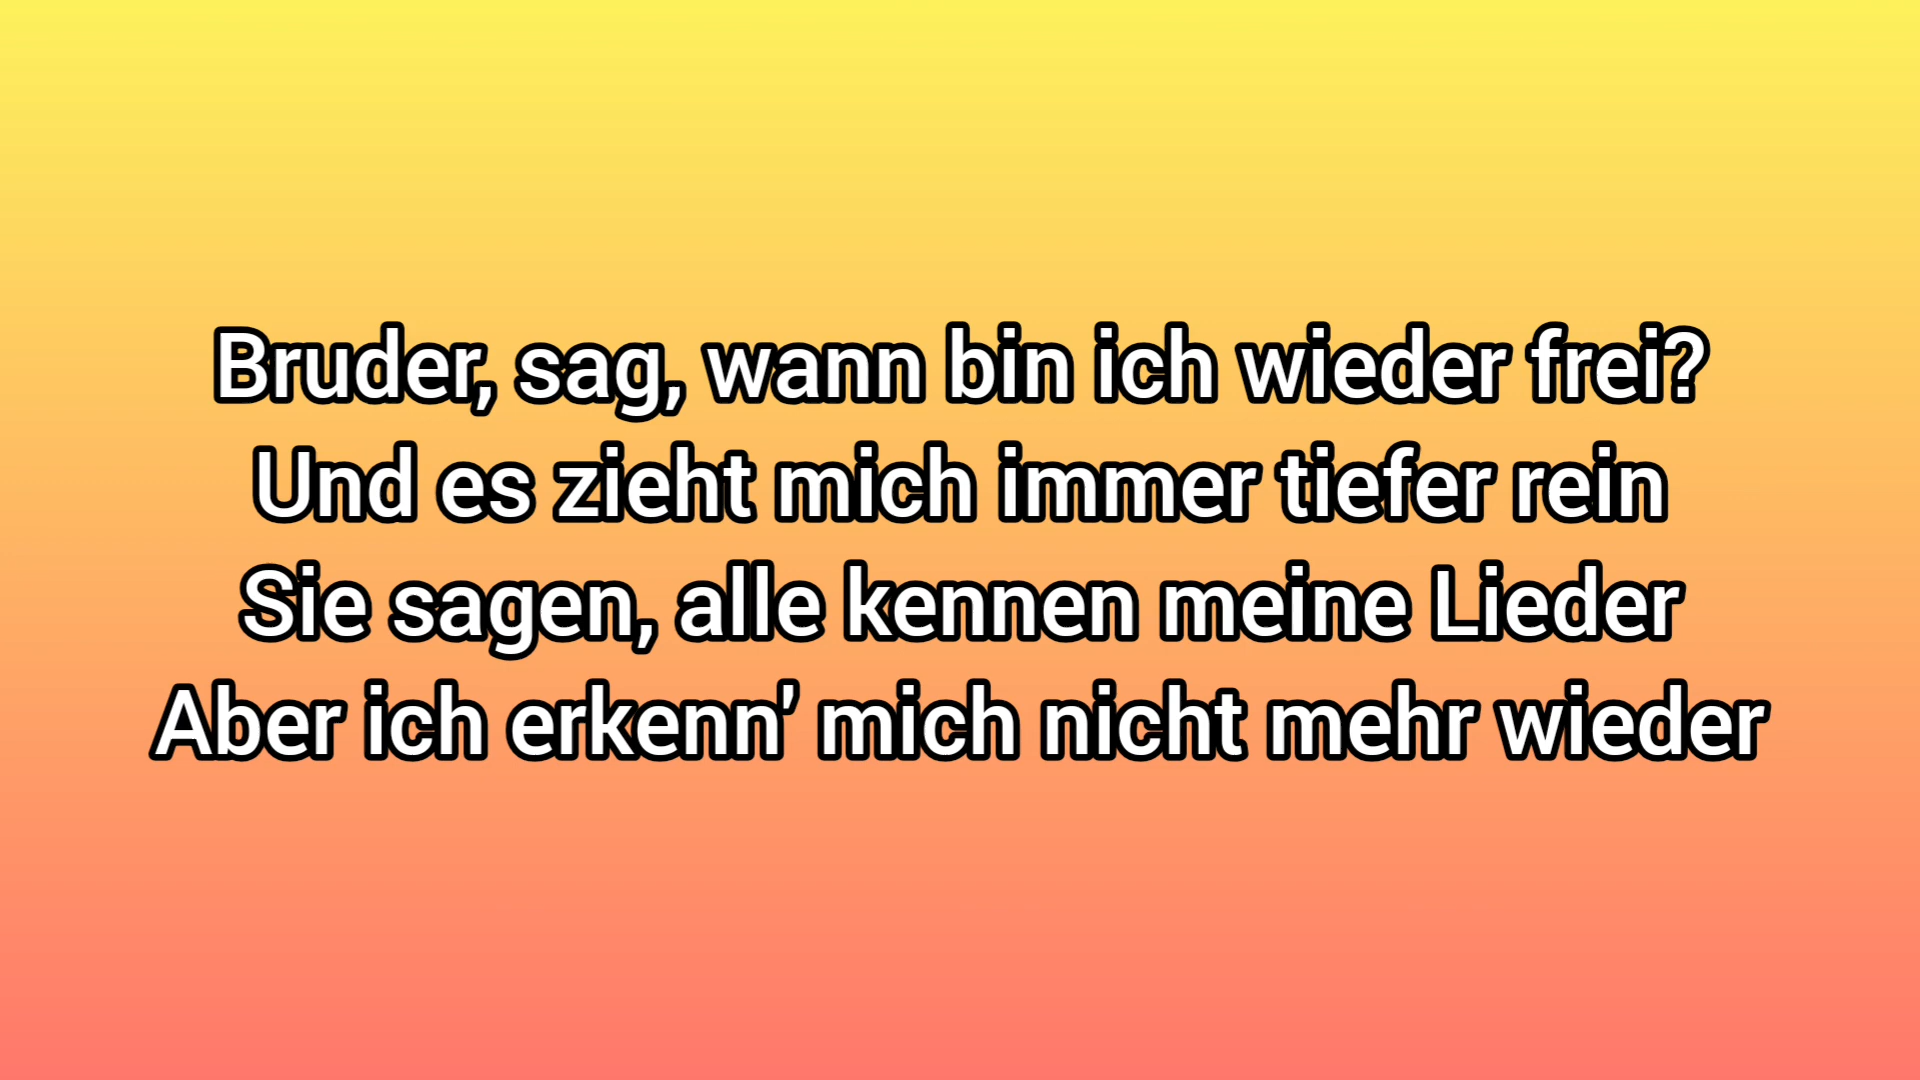 Bruder, sag, wann bin ich wieder frei?
Und es zieht mich immer tiefer rein
Sie sagen, alle kennen meine Lieder
Aber ich erkenn' mich nicht mehr wieder